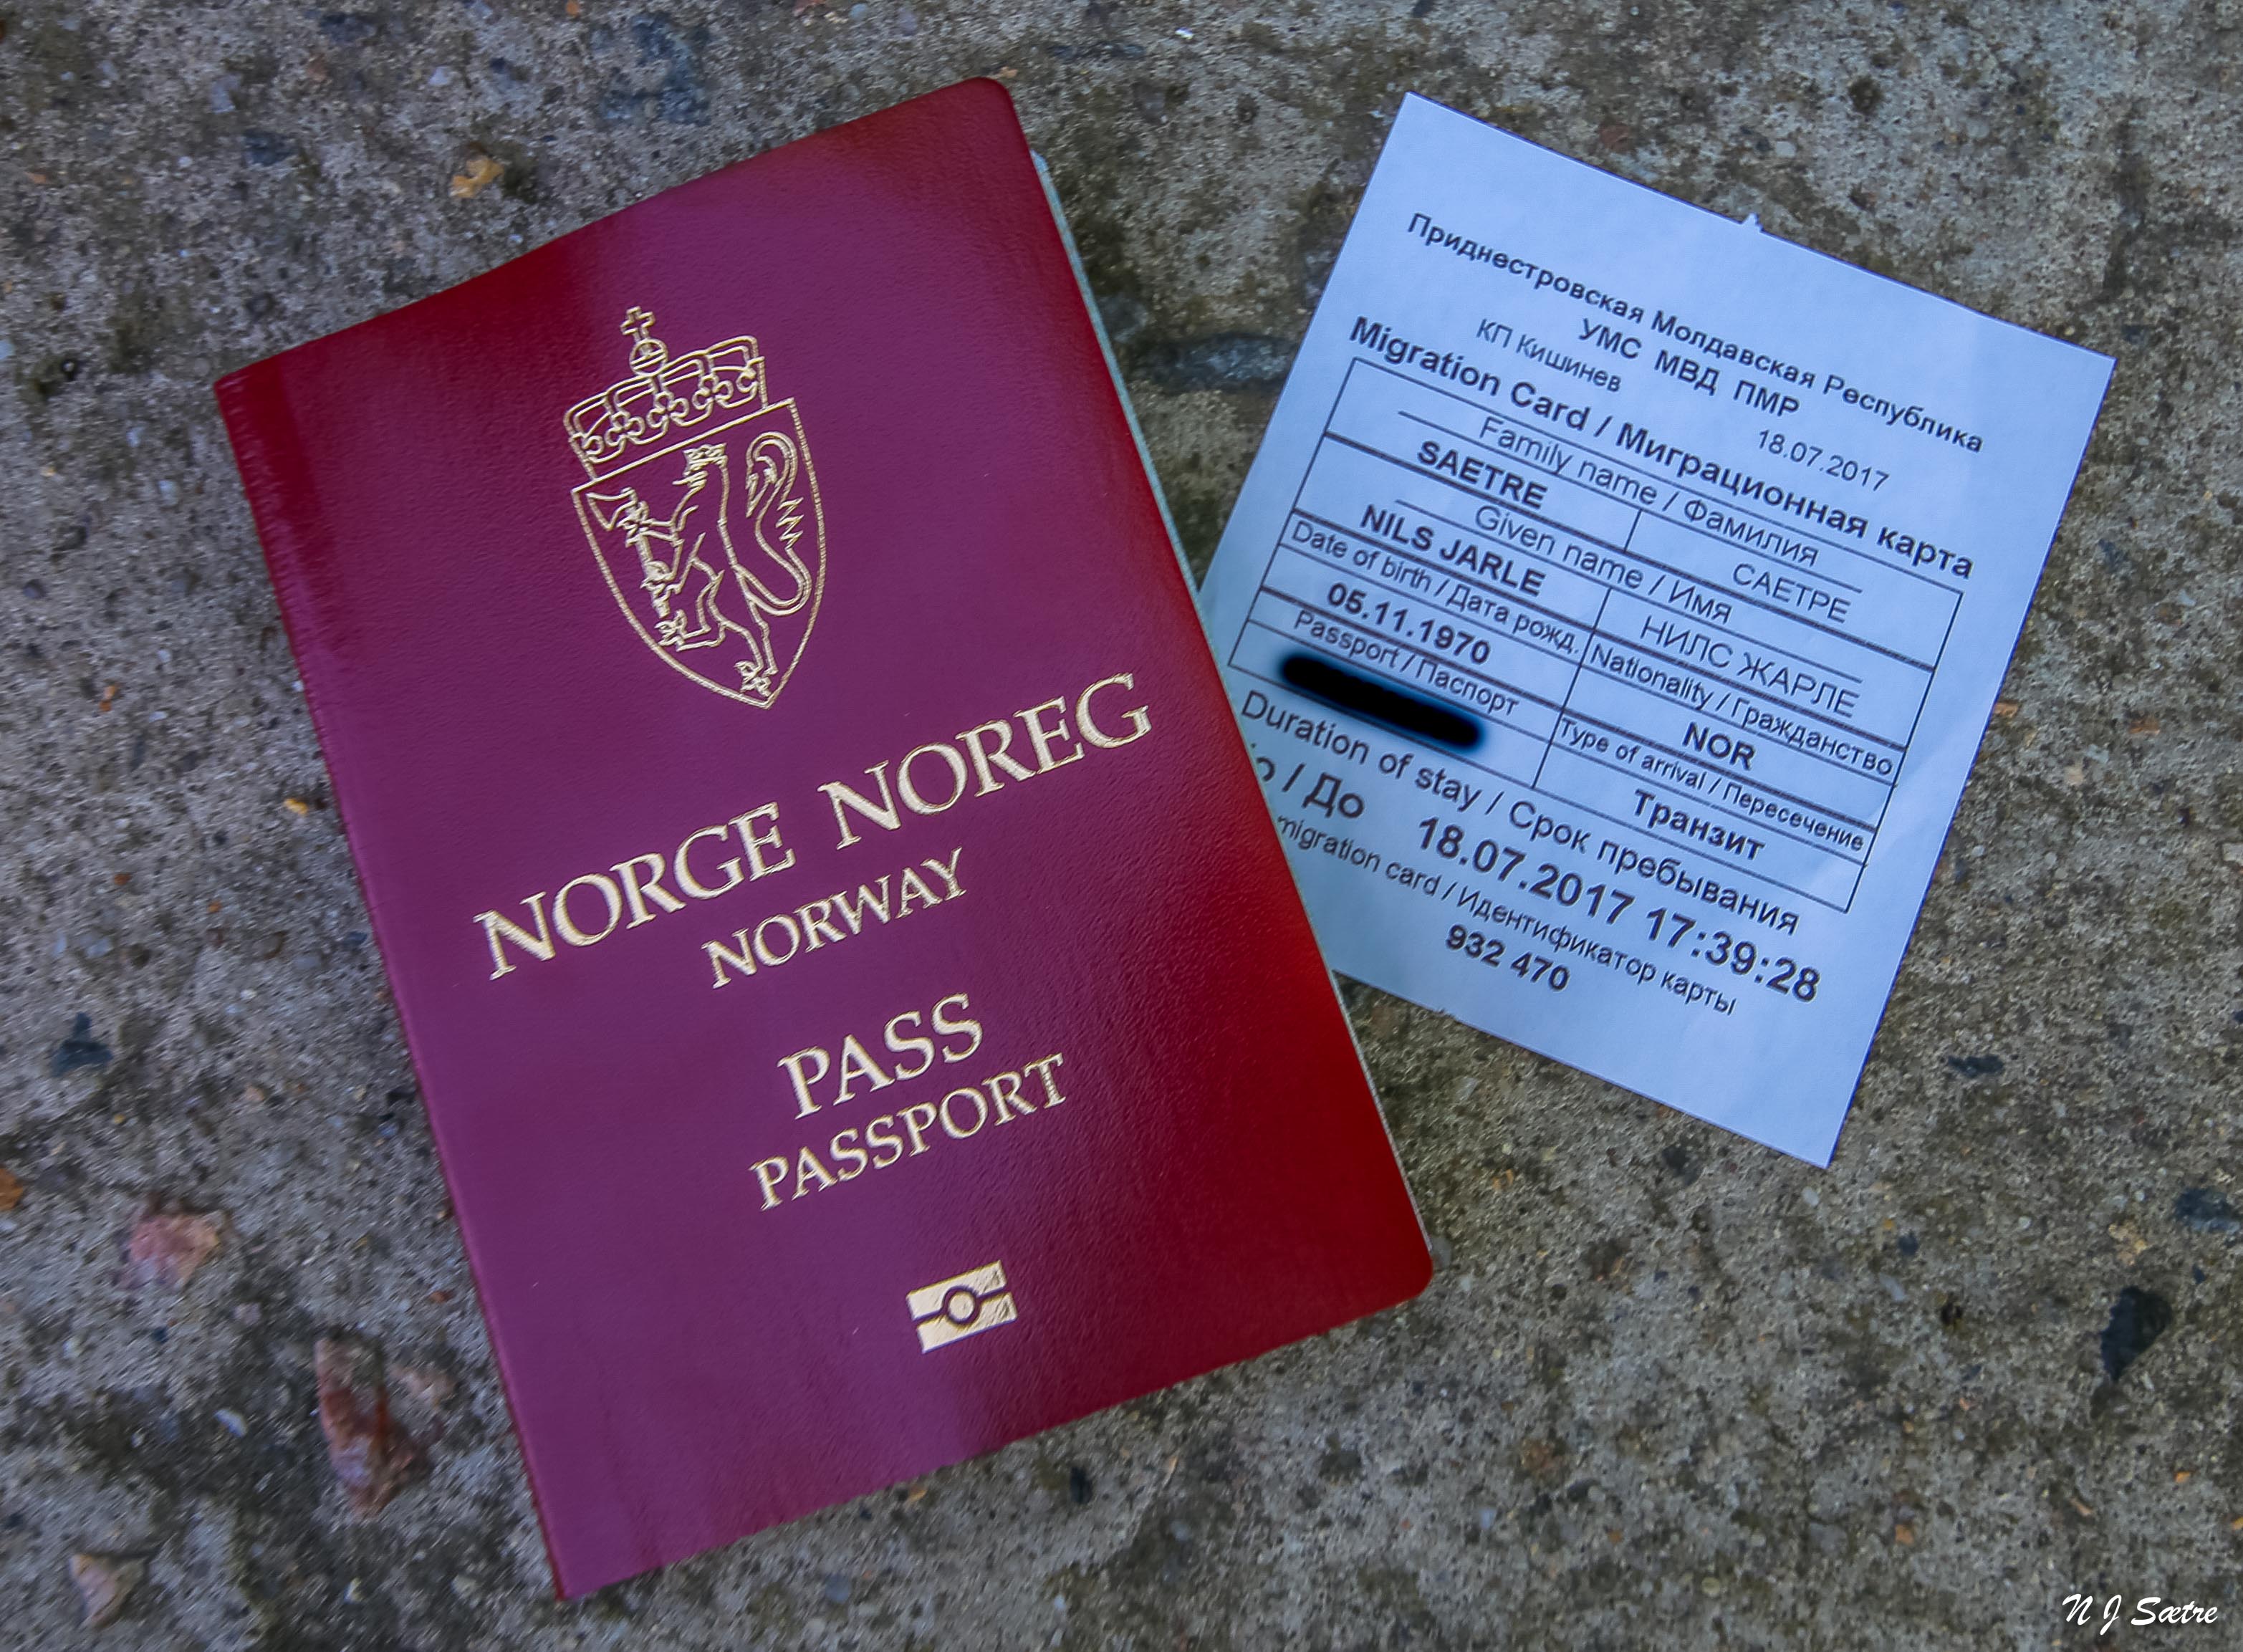 NORGE NOREG
NORWAY
PASS
PASSPORT
Приднестровская Молдавская Республика
УМС МВД ПМР
КП Кишинев 18.07.2017
Migration Card / Миграционная карта
Family name / Фамилия
SAETRE САЕТРЕ
Given name / Имя
NILS JARLE НИЛС ЖАРЛЕ
Date of birth / Дата рожд. Nationality / Гражданство
05.11.1970 NOR
Passport / Паспорт Type of arrival / Пересечение
Транзит
Duration of stay / Срок пребывания
/ До 18.07.2017 17:39:28
migration card / Идентификатор карты
932 470
N J Sætre